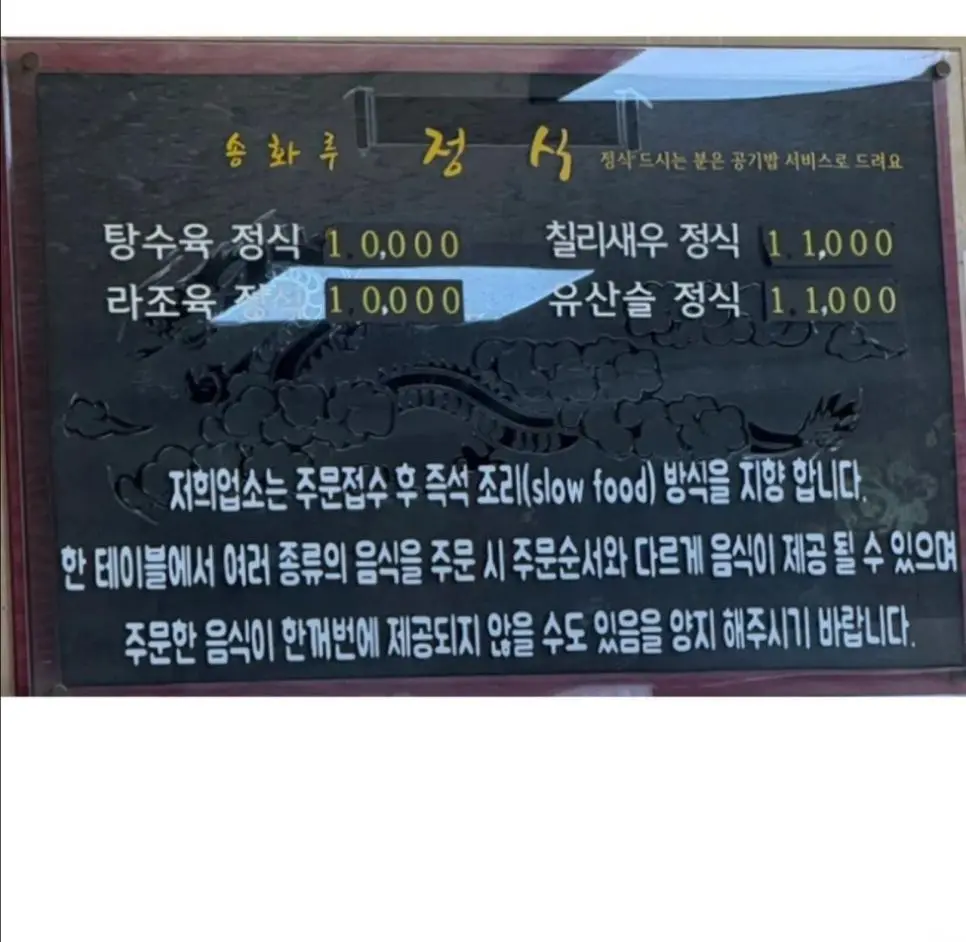 송화루 정식 정식 드시는 분은 공기밥 서비스로 드려요
탕수육 정식 10,000 칠리새우 정식 11,000
라조육 정식 10,000 유산슬 정식 11,000
저희업소는 주문접수 후 즉석 조리(slow food) 방식을 지향 합니다.
한 테이블에서 여러 종류의 음식을 주문 시 주문순서와 다르게 음식이 제공 될 수 있으며
주문한 음식이 한꺼번에 제공되지 않을 수도 있음을 양지 해주시기 바랍니다.